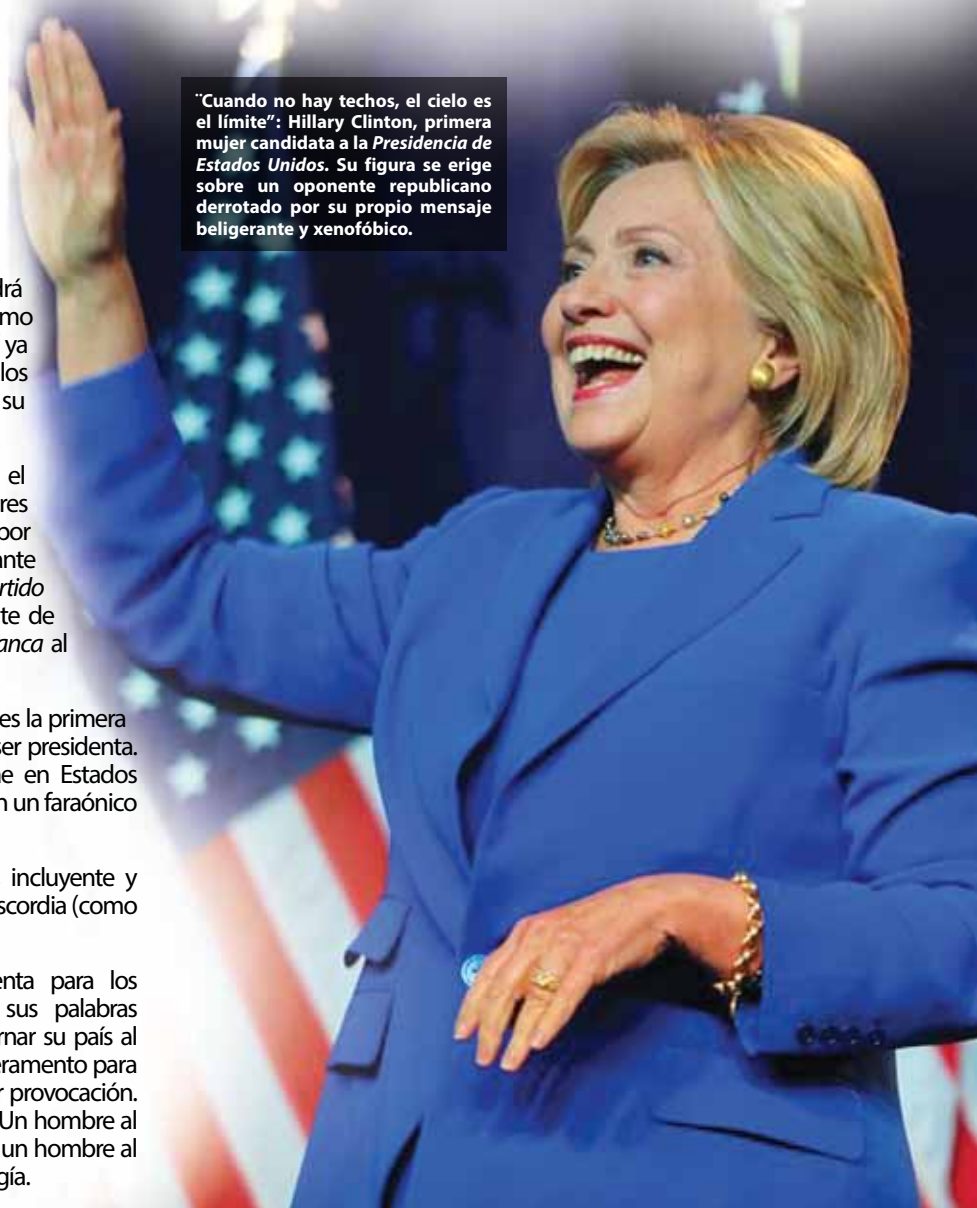 ¨Cuando no hay techos, el cielo es
el límite”: Hillary Clinton, primera
mujer candidata a la Presidencia de
Estados Unidos. Su figura se erige
sobre un oponente republicano
derrotado por su propio mensaje
beligerante y xenofóbico.
drá
mo
ya
los
su
el
res
por
ante
rtido
te de
anca al
es la primera
ser presidenta.
e en Estados
n un faraónico
incluyente y
scordia (como
enta para los
sus palabras
rnar su país al
eramento para
r provocación.
Un hombre al
un hombre al
gía.